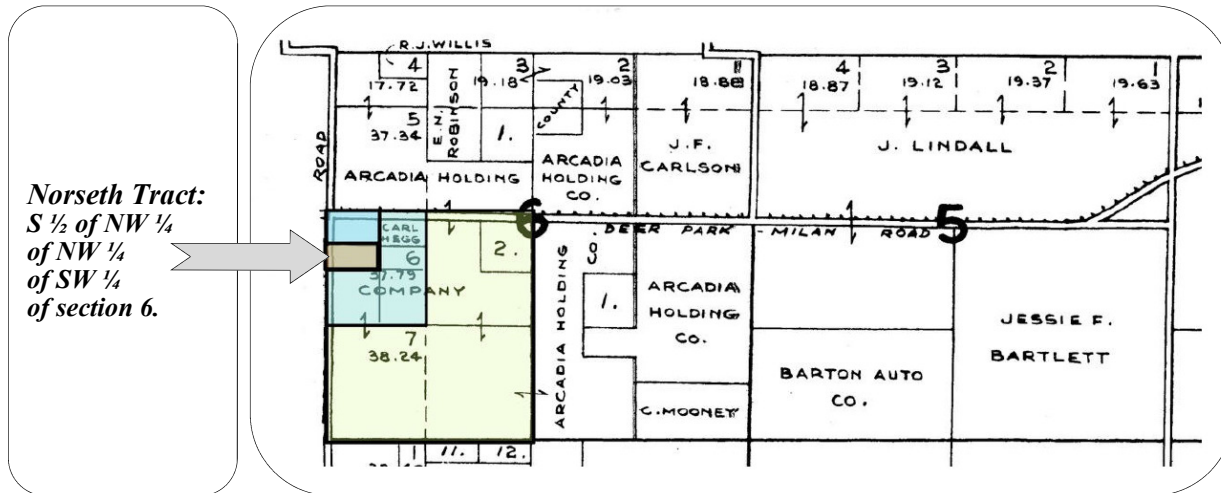 Norseth Tract:
S ½ of NW ¼
of NW ¼
of SW ¼
of section 6.
R.J.WILLIS
4
17.72
3
19.18
2
19.03
1
18.88
4
18.87
3
19.12
2
19.37
1
19.63
5
37.34
E.N.
ROBINSON
1.
COUNTY
ROAD
ARCADIA HOLDING
ARCADIA
HOLDING
CO.
J.F.
CARLSON
J. LINDALL
6
5
DEER PARK - MILAN ROAD
CARL
HEGG
6
37.79
COMPANY
2.
ARCADIA HOLDING CO.
1.
ARCADIA
HOLDING
CO.
7
38.24
C.MOONEY
BARTON AUTO
CO.
JESSIE F.
BARTLETT
11.
12.